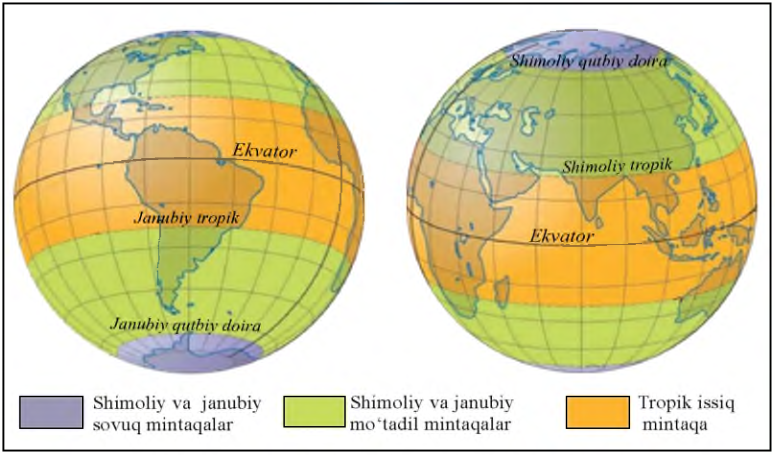 Ekvator
Janubiy tropik
Janubiy qutbiy doira
Shimoliy qutbiy doira
Shimoliy tropik
Ekvator
Shimoliy va janubiy
sovuq mintaqalar
Shimoliy va janubiy
mo‘tadil mintaqalar
Tropik issiq
mintaqa